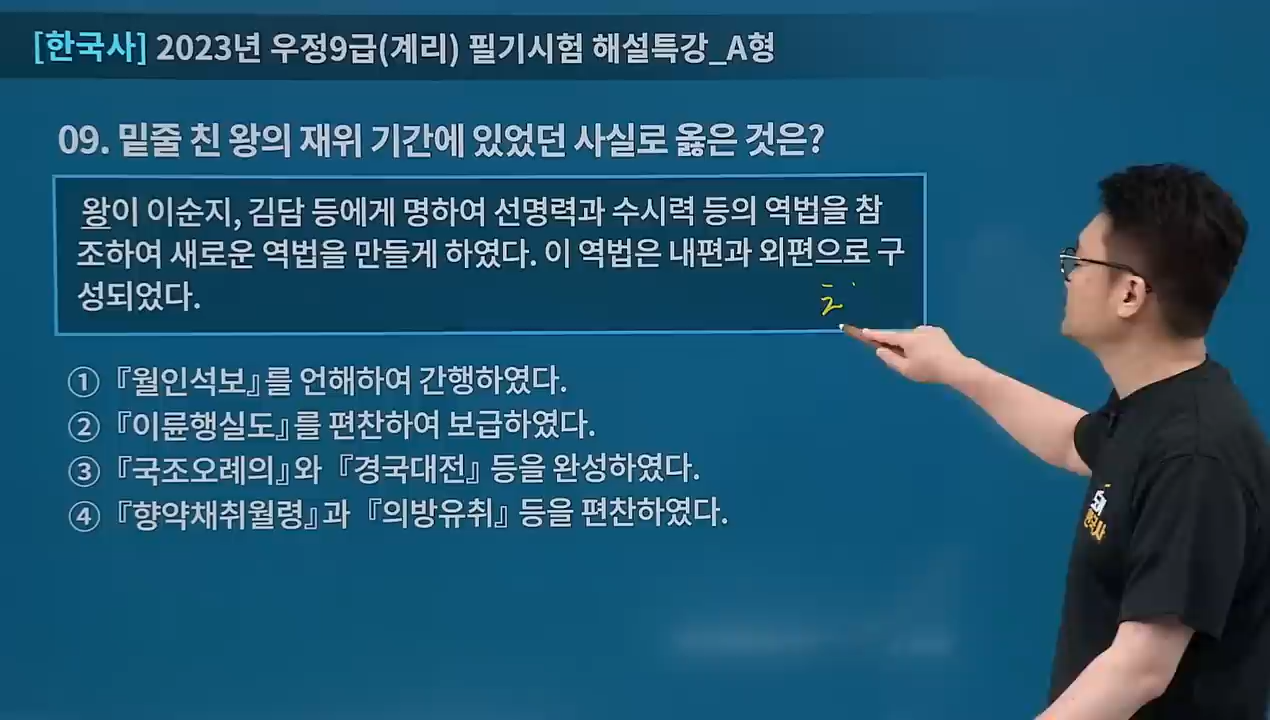 [한국사] 2023년 우정9급(계리) 필기시험 해설특강_A형
09. 밑줄 친 왕의 재위 기간에 있었던 사실로 옳은 것은?
왕이 이순지, 김담 등에게 명하여 선명력과 수시력 등의 역법을 참
조하여 새로운 역법을 만들게 하였다. 이 역법은 내편과 외편으로 구
성되었다.
① 『월인석보』를 언해하여 간행하였다.
② 『이륜행실도』를 편찬하여 보급하였다.
③ 『국조오례의』와 『경국대전』 등을 완성하였다.
④ 『향약채취월령』과 『의방유취』 등을 편찬하였다.
한국사